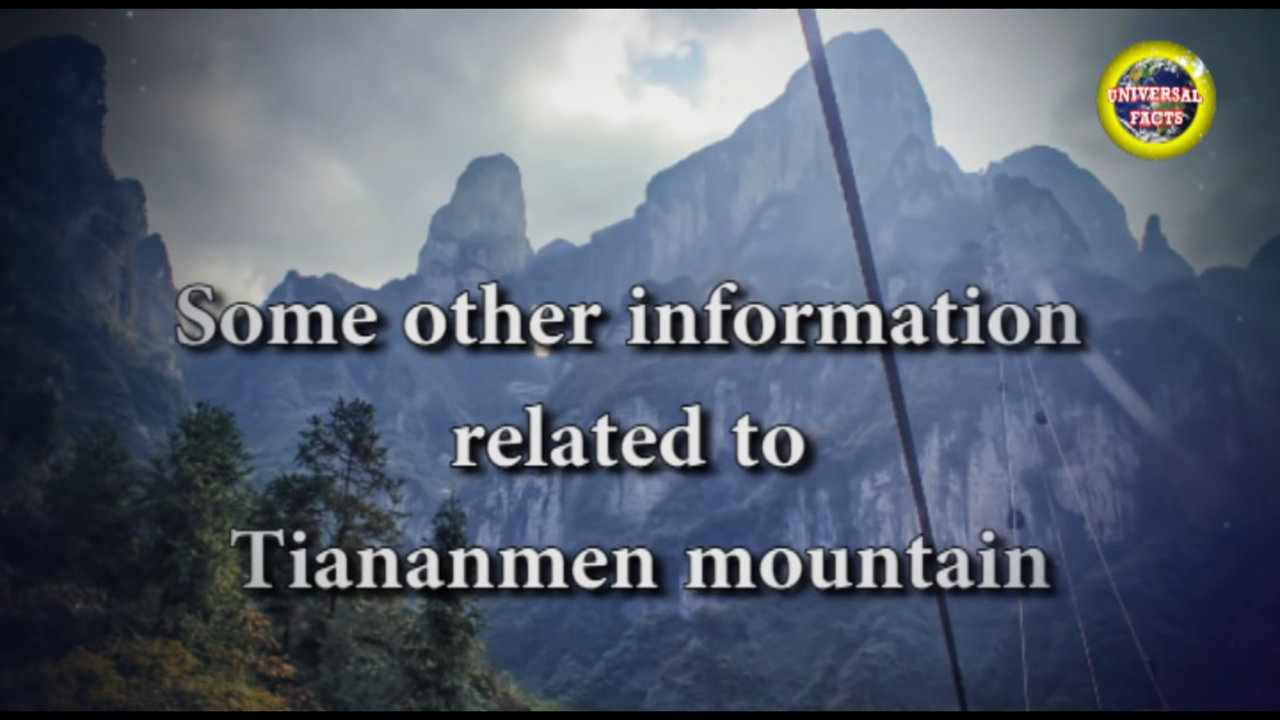 UNIVERSAL
FACTS
Some other information
related to
Tiananmen mountain